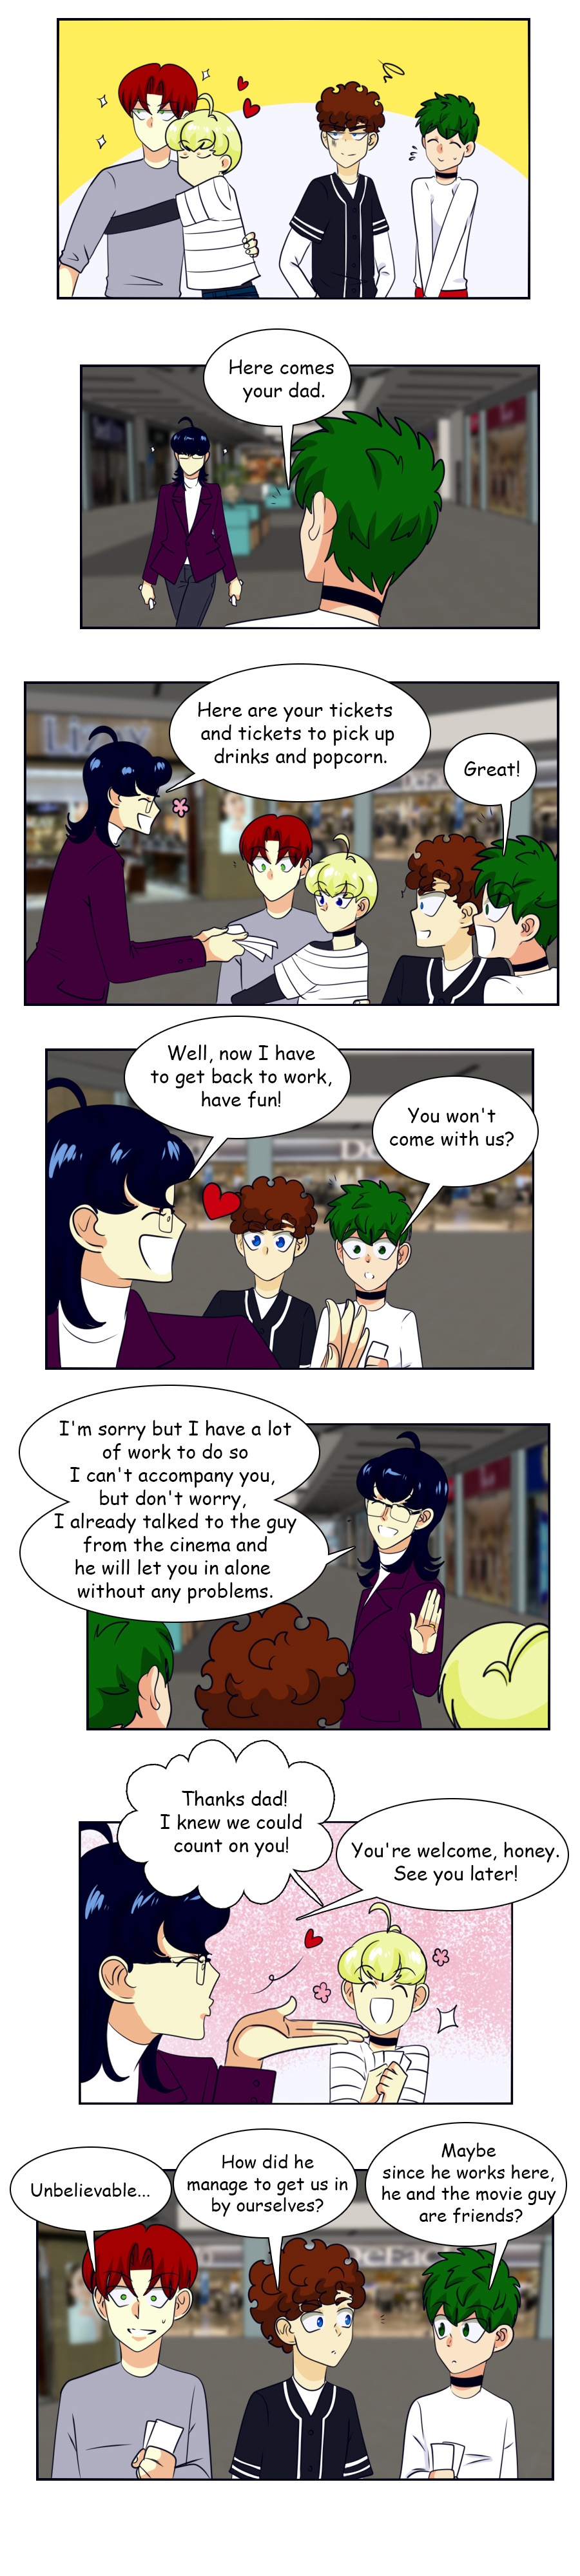 Here comes
your dad.
Here are your tickets
and tickets to pick up
drinks and popcorn.
Great!
Well, now I have
to get back to work,
have fun!
You won't
come with us?
I'm sorry but I have a lot
of work to do so
I can't accompany you,
but don't worry,
I already talked to the guy
from the cinema and
he will let you in alone
without any problems.
Thanks dad!
I knew we could
count on you!
You're welcome, honey.
See you later!
Unbelievable...
How did he
manage to get us in
by ourselves?
Maybe
since he works here,
he and the movie guy
are friends?